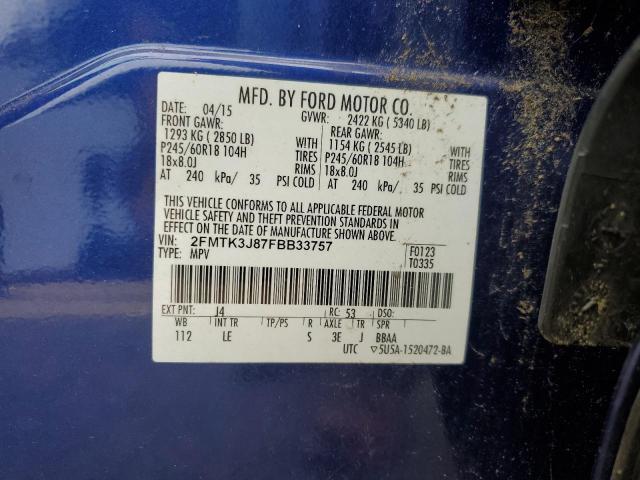 MFD. BY FORD MOTOR CO.
DATE: 04/15 GVWR: 2422 KG ( 5340 LB)
FRONT GAWR: REAR GAWR:
1293 KG ( 2850 LB) WITH 1154 KG ( 2545 LB) WITH
P245/60R18 104H TIRES P245/60R18 104H TIRES
18x8.0J RIMS 18x8.0J RIMS
AT 240 kPa/ 35 PSI COLD AT 240 kPa/ 35 PSI COLD
THIS VEHICLE CONFORMS TO ALL APPLICABLE FEDERAL MOTOR
VEHICLE SAFETY AND THEFT PREVENTION STANDARDS IN
EFFECT ON THE DATE OF MANUFACTURE SHOWN ABOVE.
VIN: 2FMTK3J87FBB33757 F0123
TYPE: MPV T0335
EXT PNT: J4 RC: 53 DSO:
WB INT TR TP/PS R AXLE TR SPR
112 LE S 3E J BBAA
UTC ▽5U5A-1520472-BA